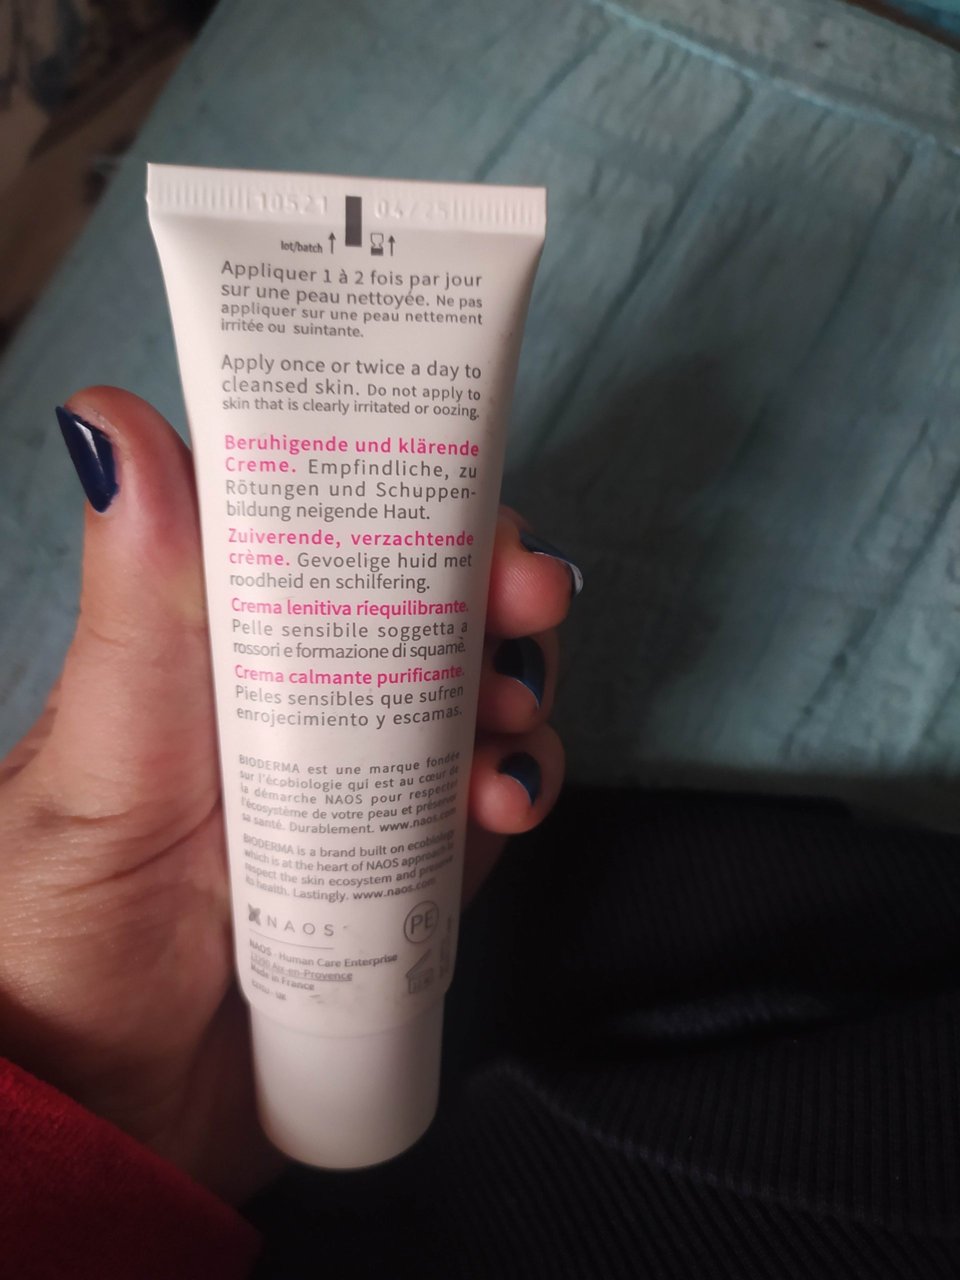 10521 04/25
lot/batch
Appliquer 1 à 2 fois par jour
sur une peau nettoyée. Ne pas
appliquer sur une peau nettement
irritée ou suintante.
Apply once or twice a day to
cleansed skin. Do not apply to
skin that is clearly irritated or oozing.
Beruhigende und klärende
Creme. Empfindliche, zu
Rötungen und Schuppen-
bildung neigende Haut.
Zuiverende, verzachtende
crème. Gevoelige huid met
roodheid en schilfering.
Crema lenitiva riequilibrante.
Pelle sensibile soggetta a
rossori e formazione di squame.
Crema calmante purificante.
Pieles sensibles que sufren
enrojecimiento y escamas.
BIODERMA est une marque fondée
sur l'écobiologie qui est au cœur de
la démarche NAOS pour respecter
l'écosystème de votre peau et préserver
sa santé. Durablement. www.naos.com
BIODERMA is a brand built on ecobiology
which is at the heart of NAOS approach to
respect the skin ecosystem and preserve
its health. Lastingly. www.naos.com
NAOS
PE
NAOS - Human Care Enterprise
Aix-en-Provence
Made in France